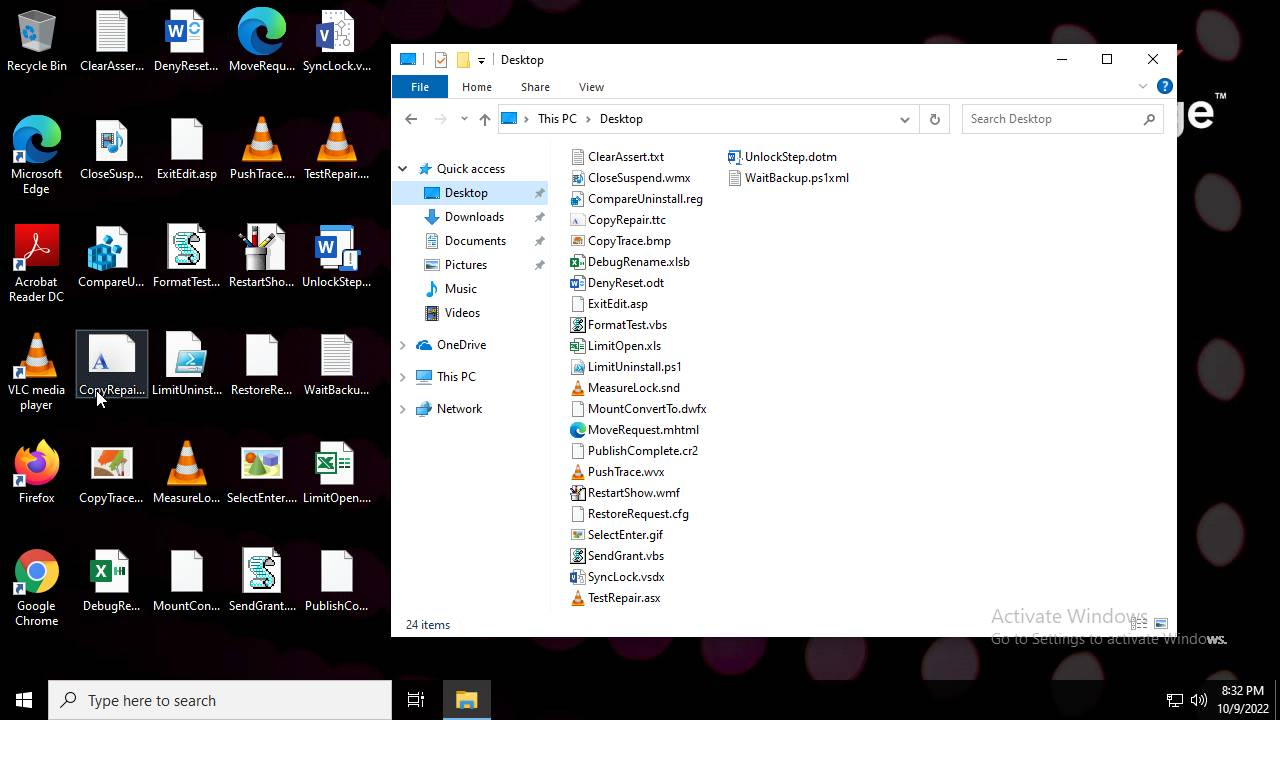 Recycle Bin
ClearAsser...
DenyReset...
MoveRequ...
SyncLock.v...
Microsoft
Edge
CloseSusp...
ExitEdit.asp
PushTrace....
TestRepair....
Acrobat
Reader DC
CompareU...
FormatTest...
RestartSho...
UnlockStep...
VLC media
player
CopyRepai...
LimitUninst...
RestoreRe...
WaitBacku...
Firefox
CopyTrace...
MeasureLo...
SelectEnter....
LimitOpen....
Google
Chrome
DebugRe...
MountCon...
SendGrant....
PublishCo...
Desktop
File
Home
Share
View
This PC
Desktop
Search Desktop
Quick access
Desktop
Downloads
Documents
Pictures
Music
Videos
OneDrive
This PC
Network
ClearAssert.txt
CloseSuspend.wmx
CompareUninstall.reg
CopyRepair.ttc
CopyTrace.bmp
DebugRename.xlsb
DenyReset.odt
ExitEdit.asp
FormatTest.vbs
LimitOpen.xls
LimitUninstall.ps1
MeasureLock.snd
MountConvertTo.dwfx
MoveRequest.mhtml
PublishComplete.cr2
PushTrace.wvx
RestartShow.wmf
RestoreRequest.cfg
SelectEnter.gif
SendGrant.vbs
SyncLock.vsdx
TestRepair.asx
UnlockStep.dotm
WaitBackup.ps1xml
24 items
ge™
Activate Windows
Go to Settings to activate Windows.
Type here to search
8:32 PM
10/9/2022